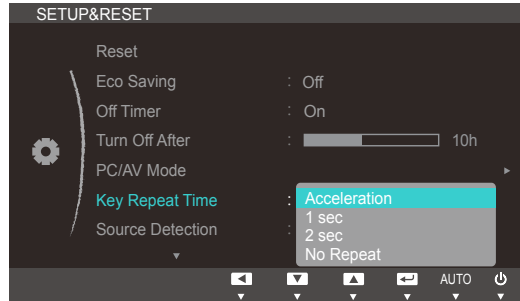 SETUP&RESET
Reset
Eco Saving : Off
Off Timer : On
Turn Off After : 10h
PC/AV Mode
Key Repeat Time : Acceleration
1 sec
Source Detection : 2 sec
No Repeat
AUTO